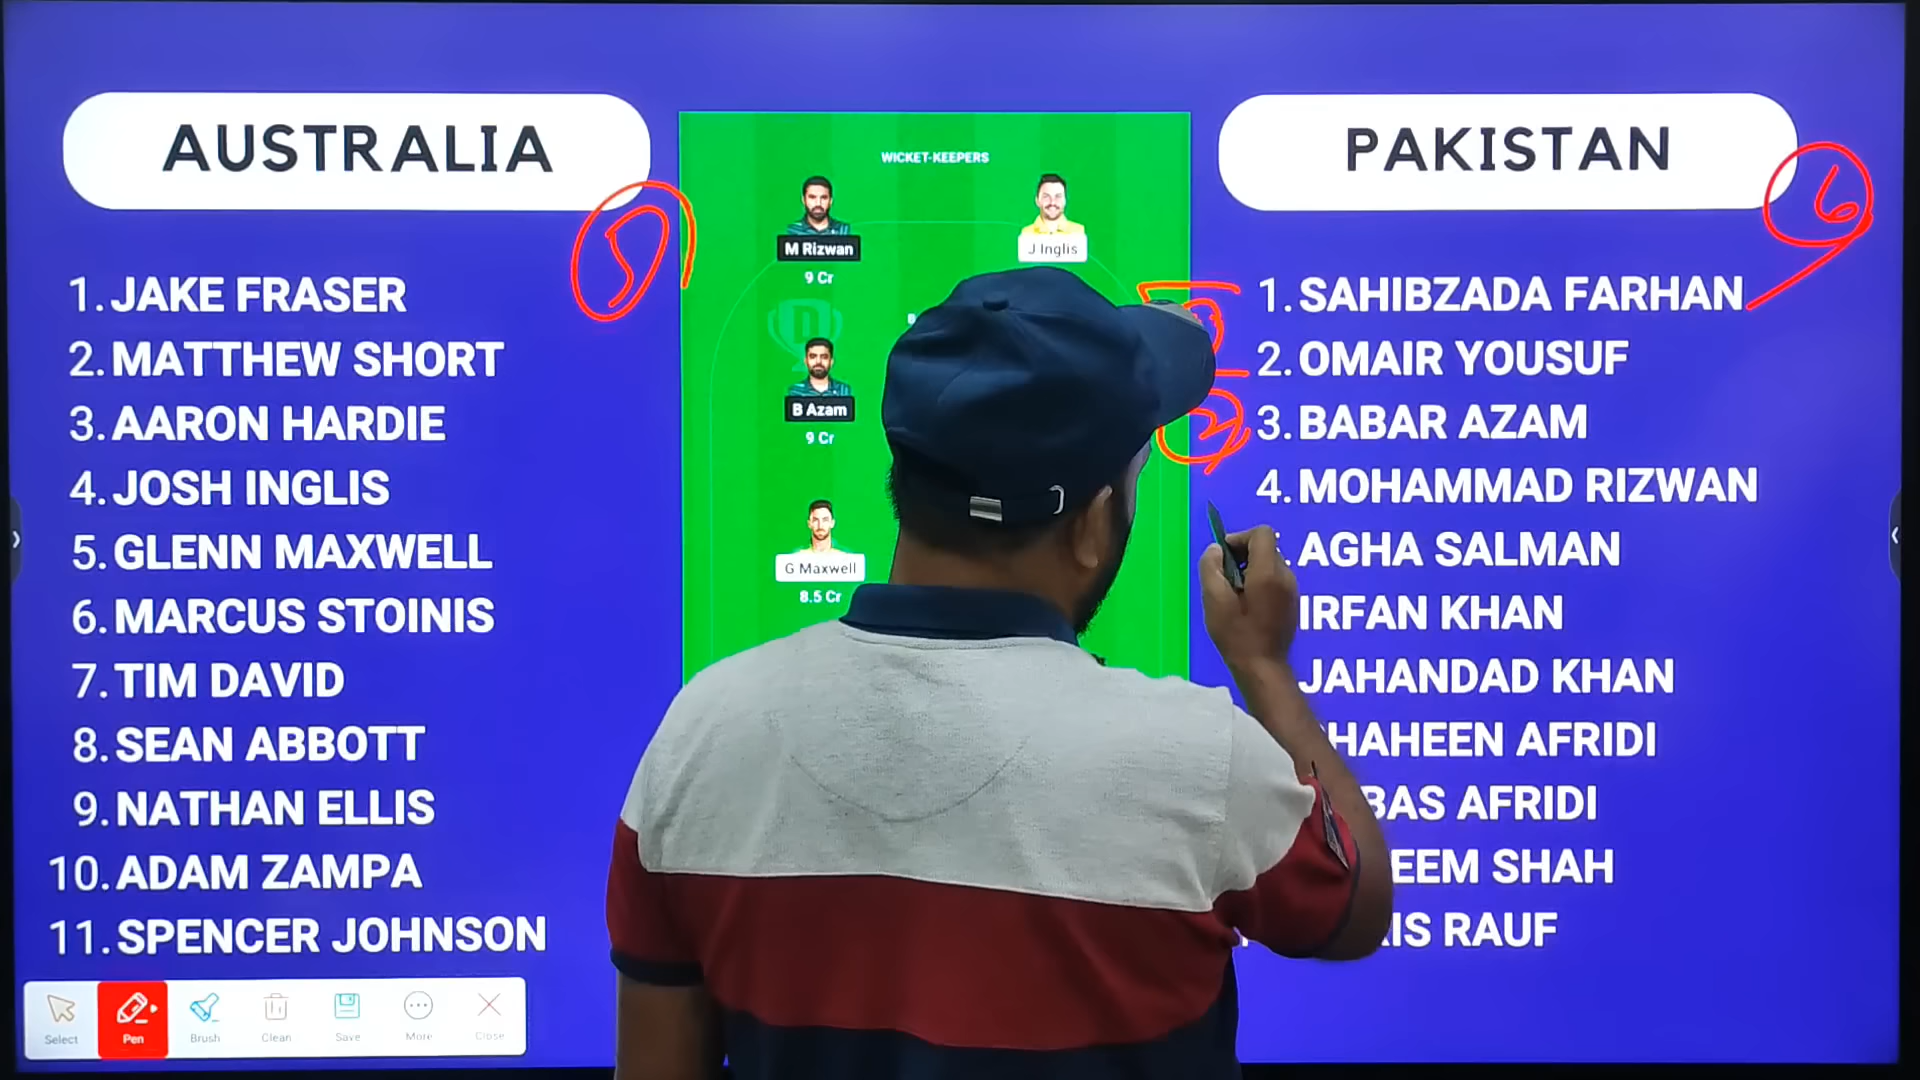 AUSTRALIA
5
1. JAKE FRASER
2. MATTHEW SHORT
3. AARON HARDIE
4. JOSH INGLIS
5. GLENN MAXWELL
6. MARCUS STOINIS
7. TIM DAVID
8. SEAN ABBOTT
9. NATHAN ELLIS
10. ADAM ZAMPA
11. SPENCER JOHNSON
WICKET-KEEPERS
M Rizwan
9 Cr
J Inglis
B Azam
9 Cr
G Maxwell
8.5 Cr
PAKISTAN
6
1. SAHIBZADA FARHAN
2. OMAIR YOUSUF
3. BABAR AZAM
4. MOHAMMAD RIZWAN
AGHA SALMAN
IRFAN KHAN
JAHANDAD KHAN
HAHEEN AFRIDI
BAS AFRIDI
EEM SHAH
RIS RAUF
Select
Pen
Brush
Clean
Save
More
Close